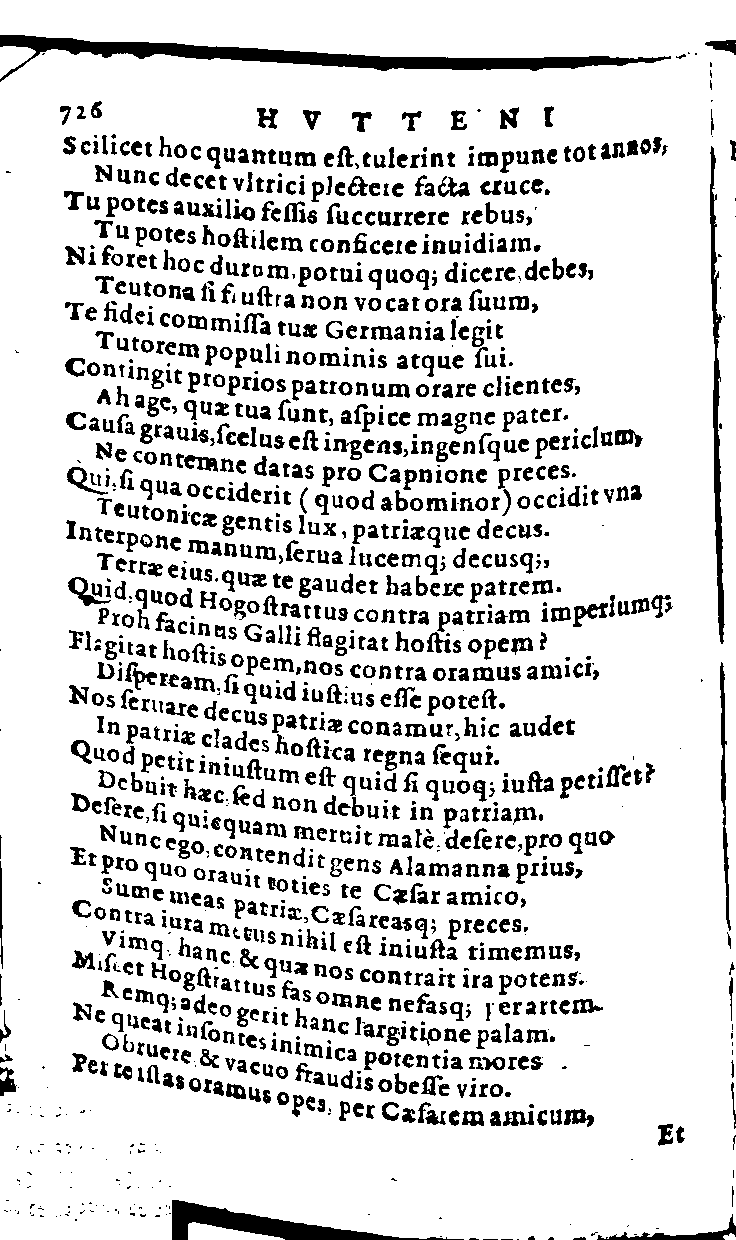 726 HVTTENI
Scilicet hoc quantum eſt, tulerint impune tot annos,
Nunc decet vltrici plectere facta cruce.
Tu potes auxilio feſſis ſuccurrere rebus,
Tu potes hoſtilem conficere inuidiam.
Ni foret hoc durum, potui quoq; dicere, debes,
Teutona ſi fruſtra non vocat ora ſuum,
Te fidei commiſſa tuæ Germania legit
Tutorem populi nominis atque ſui.
Contingit proprios patronum orare clientes,
Ah age, quæ tua ſunt, aſpice magne pater.
Cauſa grauis, ſcelus eſt ingens, ingenſque periclum,
Ne contemne datas pro Capnione preces.
Qui, ſi qua occiderit (quod abominor) occidit vna
Teutonicæ gentis lux, patriæque decus.
Interpone manum, ſerua lucemq; decusq;,
Terræ eius, quæ te gaudet habere patrem.
Quid, quod Hogoſtrattus contra patriam imperiumq;
Proh facinus Galli flagitat hoſtis opem?
Flagitat hoſtis opem, nos contra oramus amici,
Diſpeream, ſi quid iuſtius eſſe poteſt.
Nos ſeruare decus patriæ conamur, hic audet
In patriæ clades hoſtica regna ſequi.
Quod petit iniuſtum eſt quid ſi quoq; iuſta petiſſet?
Debuit hæc, ſed non debuit in patriam.
Deſere, ſi quicquam meruit malè, deſere, pro quo
Nunc ego, contendit gens Alamanna prius,
Et pro quo orauit toties te Cæſar amico,
Sume meas patriæ, Cæſareasq; preces.
Contra iura metus nihil eſt iniuſta timemus,
Vimq; hanc, & quæ nos contrait ira potens.
Miſcet Hogſtrattus fas omne nefasq; per artem
Remq; adeo gerit hanc largitione palam.
Ne queat inſontes inimica potentia mores
Obruere, & vacuo fraudis obeſſe viro.
Per te iſtas oramus opes, per Cæſarem amicum,
Et